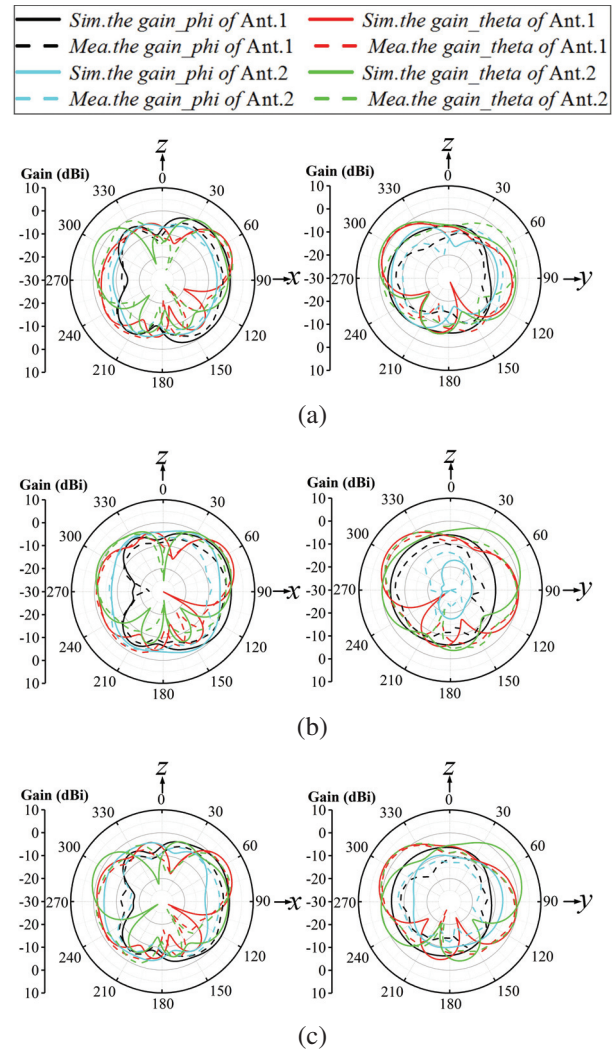 Sim.the gain_phi of Ant.1 Sim.the gain_theta of Ant.1
Mea.the gain_phi of Ant.1 Mea.the gain_theta of Ant.1
Sim.the gain_phi of Ant.2 Sim.the gain_theta of Ant.2
Mea.the gain_phi of Ant.2 Mea.the gain_theta of Ant.2
z z
Gain (dBi) 0 Gain (dBi) 0
10 330 30 10 330 30
0 0
-10 300 60 -10 300 60
-20 -20
-30 270 90 x -30 270 90 y
-20 -20
-10 240 120 -10 240 120
0 0
10 210 150 10 210 150
180 180
(a)
z z
Gain (dBi) 0 Gain (dBi) 0
10 330 30 10 330 30
0 0
-10 300 60 -10 300 60
-20 -20
-30 270 90 x -30 270 90 y
-20 -20
-10 240 120 -10 240 120
0 0
10 210 150 10 210 150
180 180
(b)
z z
Gain (dBi) 0 Gain (dBi) 0
10 330 30 10 330 30
0 0
-10 300 60 -10 300 60
-20 -20
-30 270 90 x -30 270 90 y
-20 -20
-10 240 120 -10 240 120
0 0
10 210 150 10 210 150
180 180
(c)